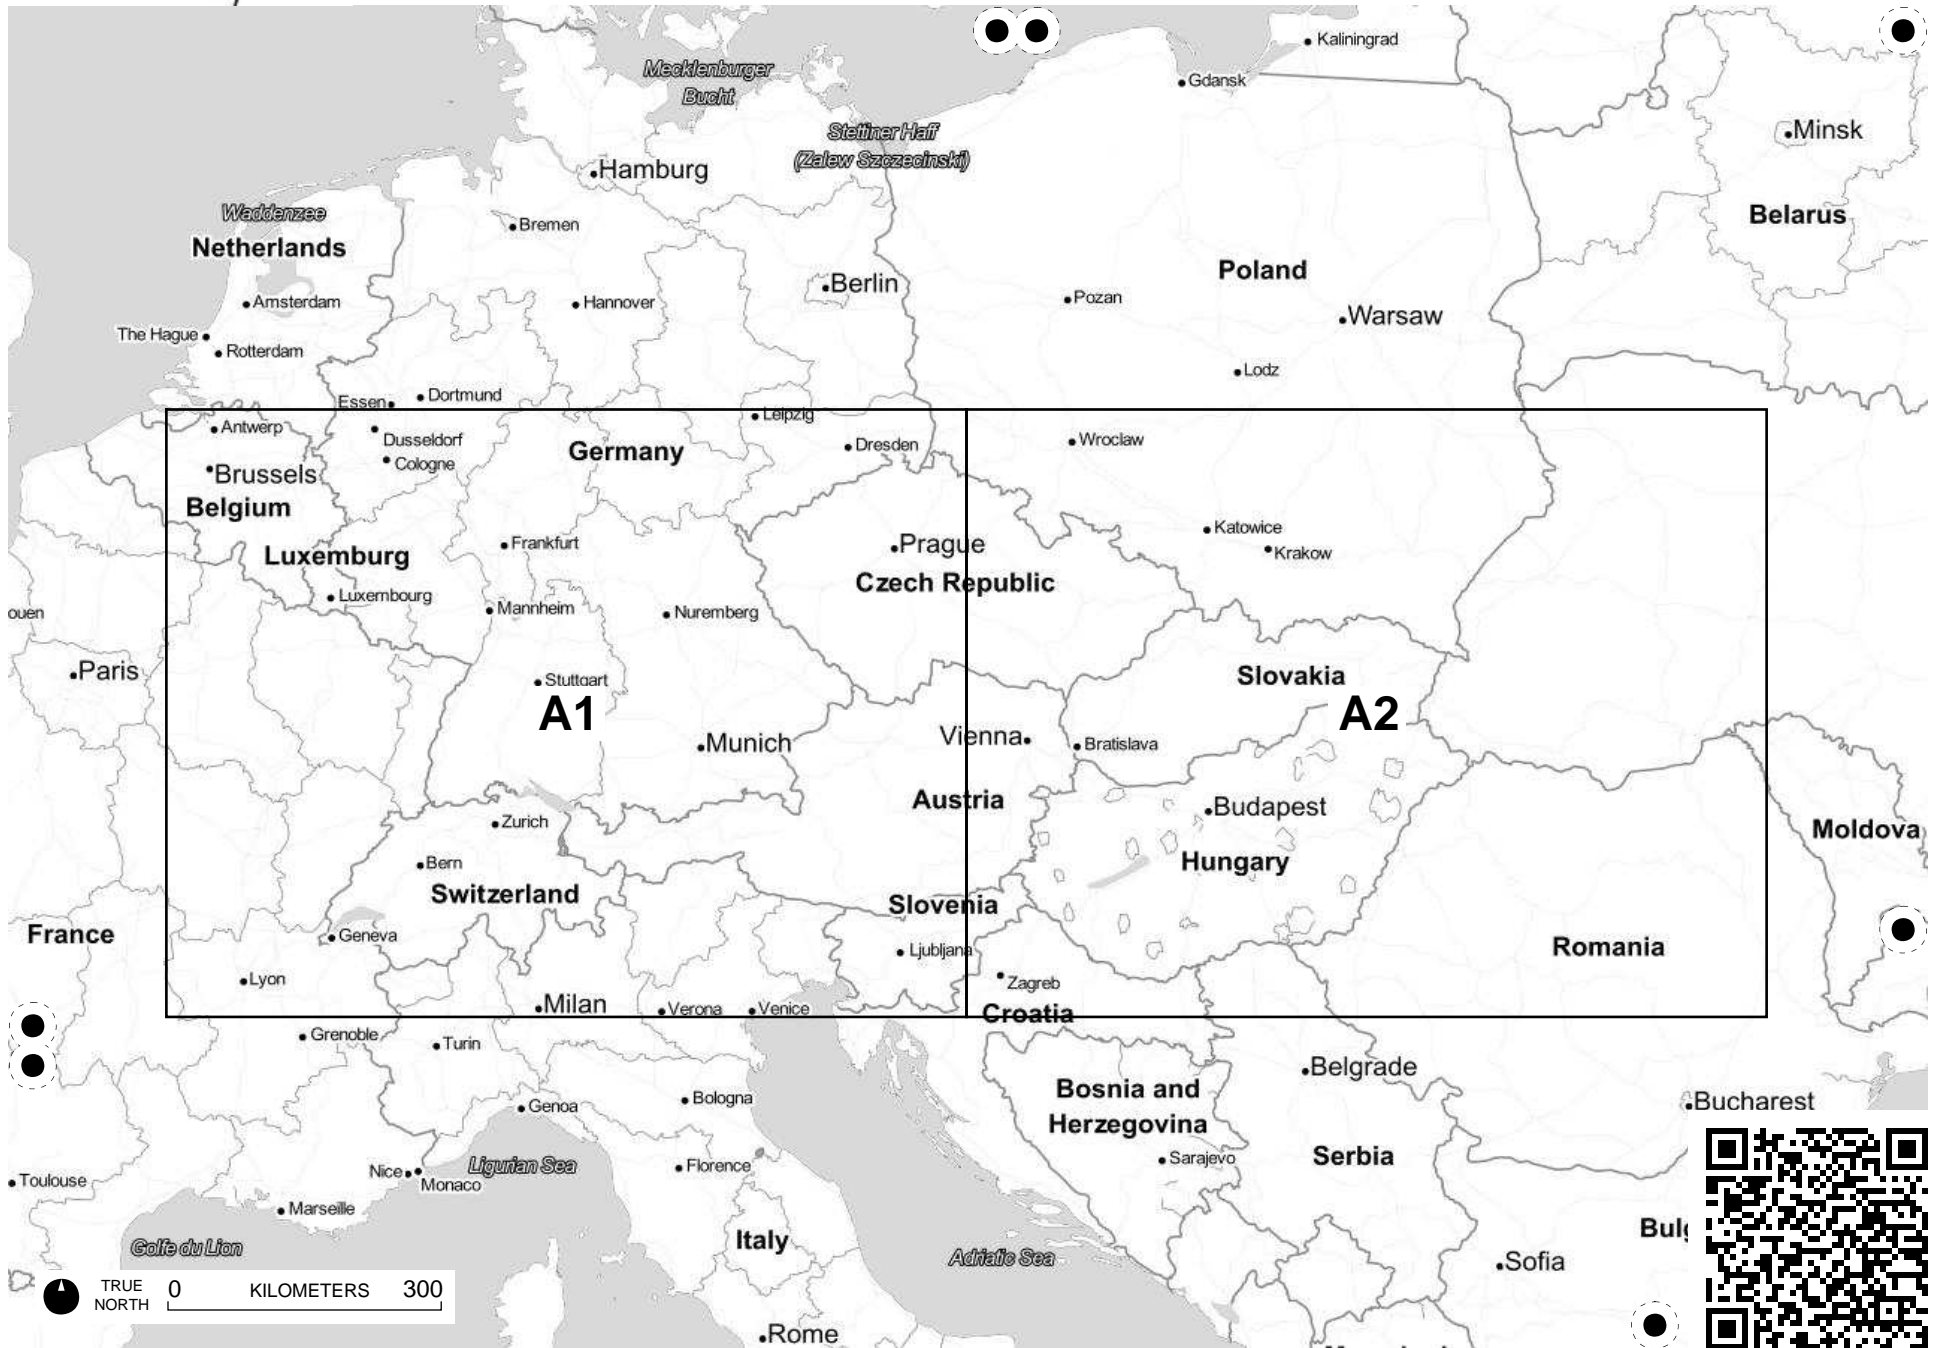 Kaliningrad
Mecklenburger
Bucht
Gdansk
Stettiner Haff
(Zalew Szczecinski)
Minsk
Hamburg
Waddenzee
Belarus
Bremen
Netherlands
Poland
Berlin
Amsterdam
Hannover
Pozan
Warsaw
The Hague
Rotterdam
Lodz
Essen
Dortmund
Leipzig
Antwerp
Dusseldorf
Germany
Dresden
Wroclaw
Cologne
Brussels
Belgium
Katowice
Frankfurt
Prague
Krakow
Luxemburg
Czech Republic
Luxembourg
Mannheim
Nuremberg
ouen
Paris
Stuttgart
Slovakia
A1
A2
Munich
Vienna
Bratislava
Austria
Budapest
Zurich
Moldova
Bern
Hungary
Switzerland
Slovenia
France
Geneva
Ljubljana
Romania
Lyon
Zagreb
Milan
Verona
Venice
Croatia
Grenoble
Turin
Belgrade
Bosnia and
Herzegovina
Bologna
Genoa
Bucharest
Serbia
Sarajevo
Ligurian Sea
Florence
Nice
Monaco
Toulouse
Marseille
Italy
Bulg
Golfe du Lion
Adriatic Sea
Sofia
TRUE
NORTH
0 KILOMETERS 300
Rome